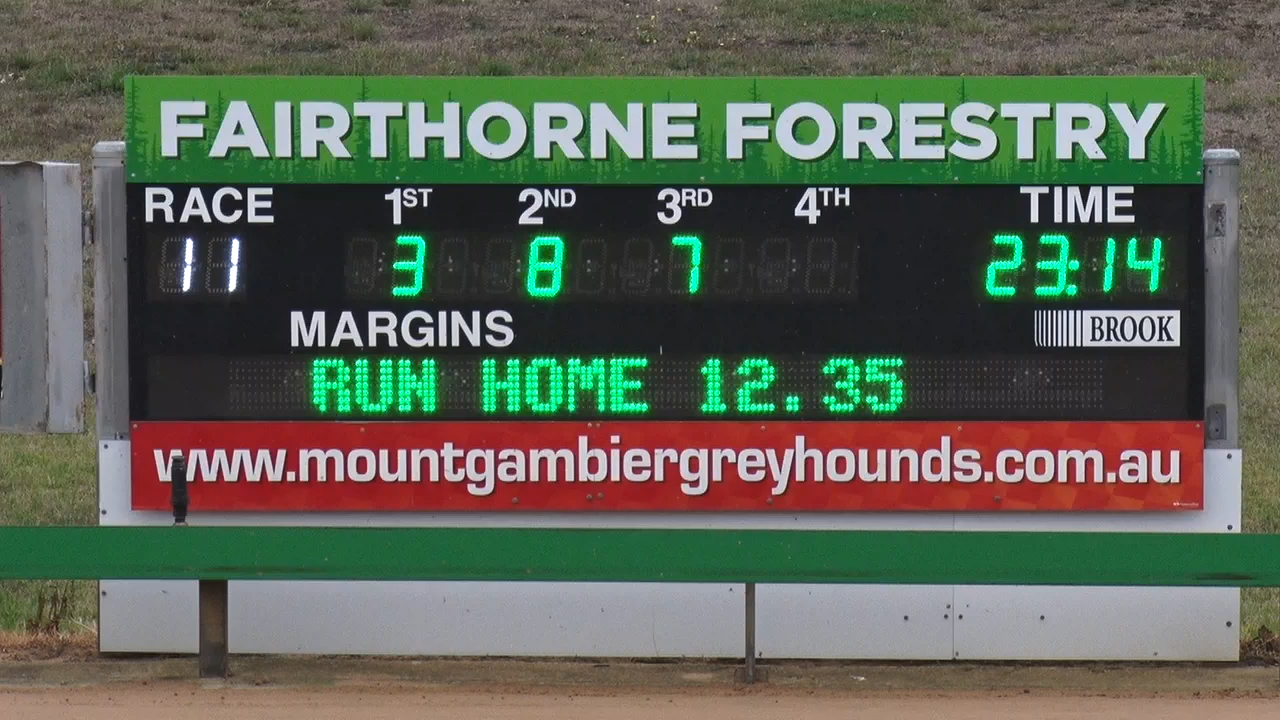 FAIRTHORNE FORESTRY
RACE 1ST 2ND 3RD 4TH TIME
11 3 8 7 23:14
MARGINS BROOK
RUN HOME 12.35
www.mountgambiergreyhounds.com.au